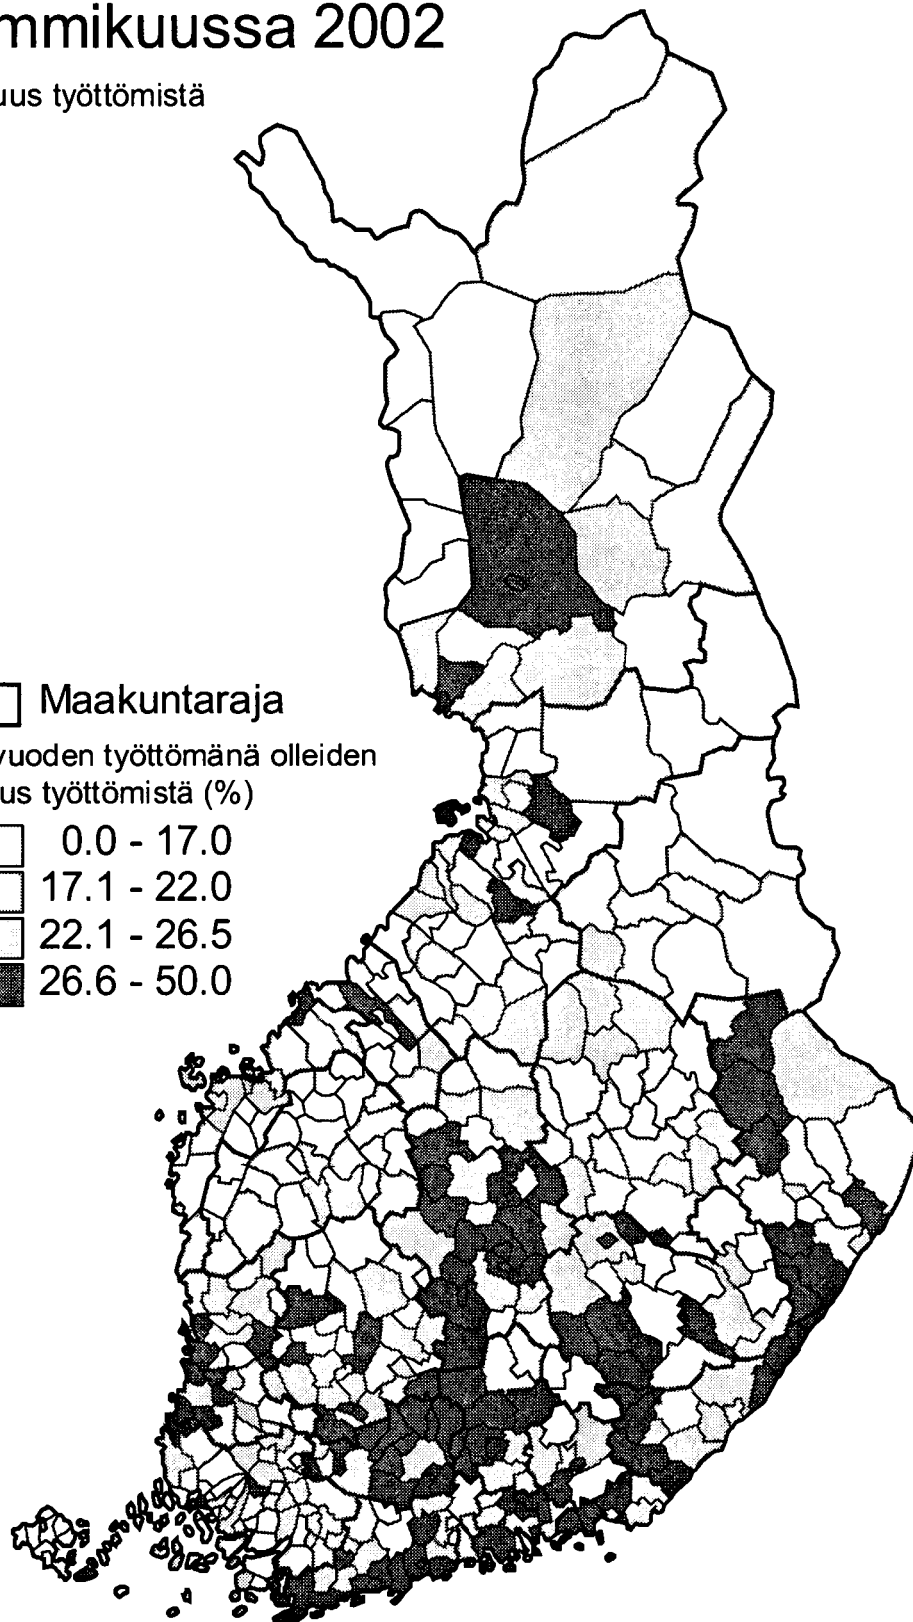 mmikuussa 2002
uus työttömistä
Maakuntaraja
vuoden työttömänä olleiden
us työttömistä (%)
0.0 - 17.0
17.1 - 22.0
22.1 - 26.5
26.6 - 50.0